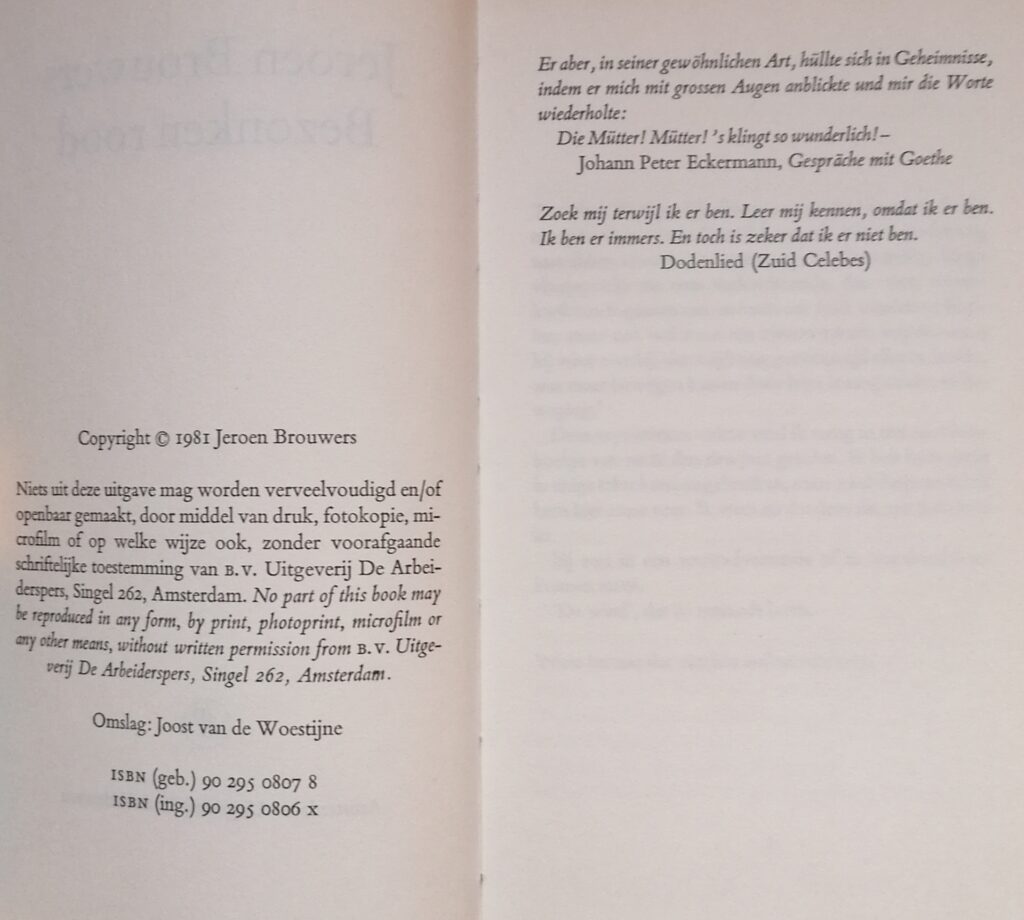 Jeroen Brouwers
Bezonken rood
Copyright © 1981 Jeroen Brouwers
Niets uit deze uitgave mag worden verveelvoudigd en/of
openbaar gemaakt, door middel van druk, fotokopie, mi-
crofilm of op welke wijze ook, zonder voorafgaande
schriftelijke toestemming van B.V. Uitgeverij De Arbei-
derspers, Singel 262, Amsterdam. No part of this book may
be reproduced in any form, by print, photoprint, microfilm or
any other means, without written permission from B.V. Uitge-
verij De Arbeiderspers, Singel 262, Amsterdam.
Omslag: Joost van de Woestijne
ISBN (geb.) 90 295 0807 8
ISBN (ing.) 90 295 0806 x
Er aber, in seiner gewöhnlichen Art, hüllte sich in Geheimnisse,
indem er mich mit grossen Augen anblickte und mir die Worte
wiederholte:
Die Mütter! Mütter! 's klingt so wunderlich! –
Johann Peter Eckermann, Gespräche mit Goethe
Zoek mij terwijl ik er ben. Leer mij kennen, omdat ik er ben.
Ik ben er immers. En toch is zeker dat ik er niet ben.
Dodenlied (Zuid Celebes)